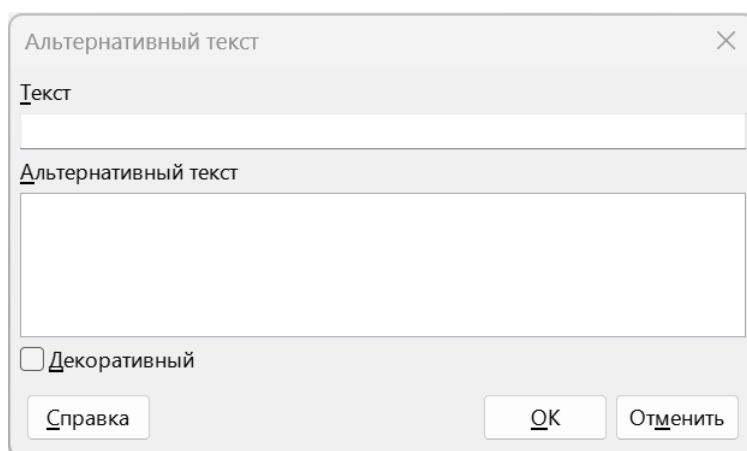 Альтернативный текст
Текст
Альтернативный текст
Декоративный
Справка OK Отменить